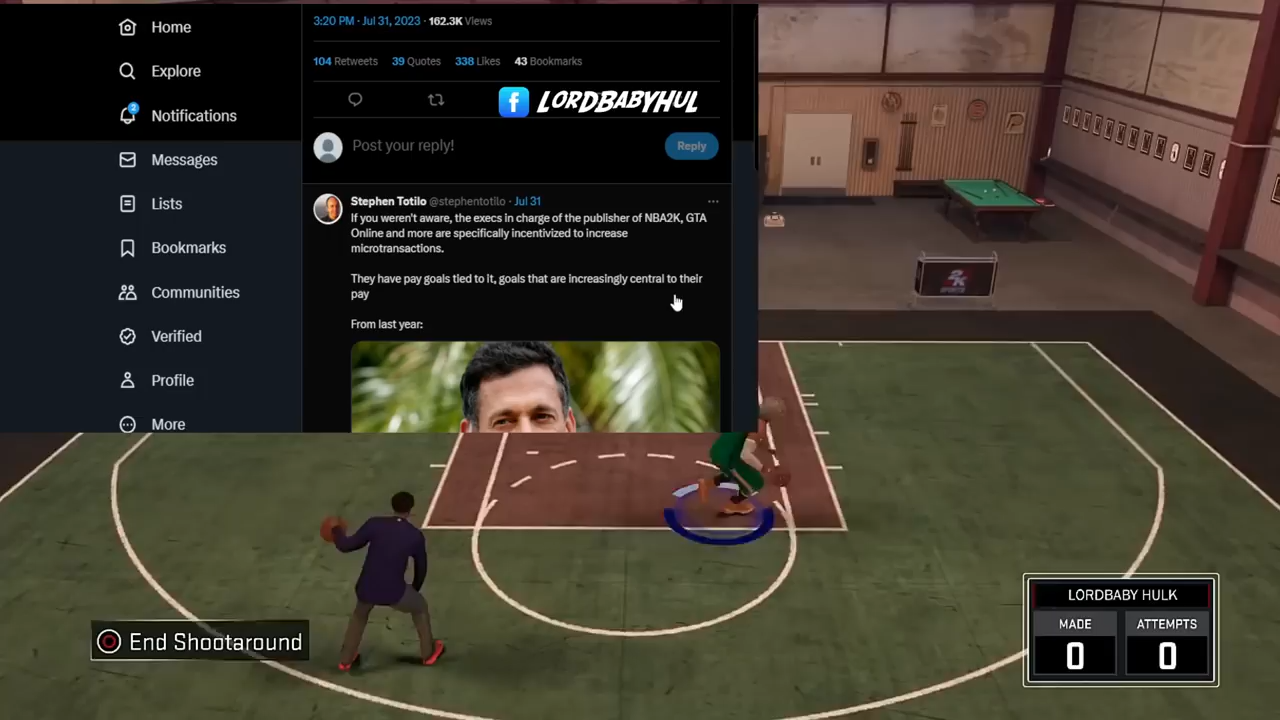 Home
Explore
Notifications
2
Messages
Lists
Bookmarks
Communities
Verified
Profile
More
3:20 PM · Jul 31, 2023 · 162.3K Views
104 Retweets 39 Quotes 338 Likes 43 Bookmarks
f LORDBABYHUL
Post your reply!
Reply
Stephen Totilo @stephentotilo · Jul 31
If you weren't aware, the execs in charge of the publisher of NBA2K, GTA
Online and more are specifically incentivized to increase
microtransactions.
They have pay goals tied to it, goals that are increasingly central to their
pay
From last year:
2K
SPORTS
End Shootaround
LORDBABY HULK
MADE ATTEMPTS
0 0